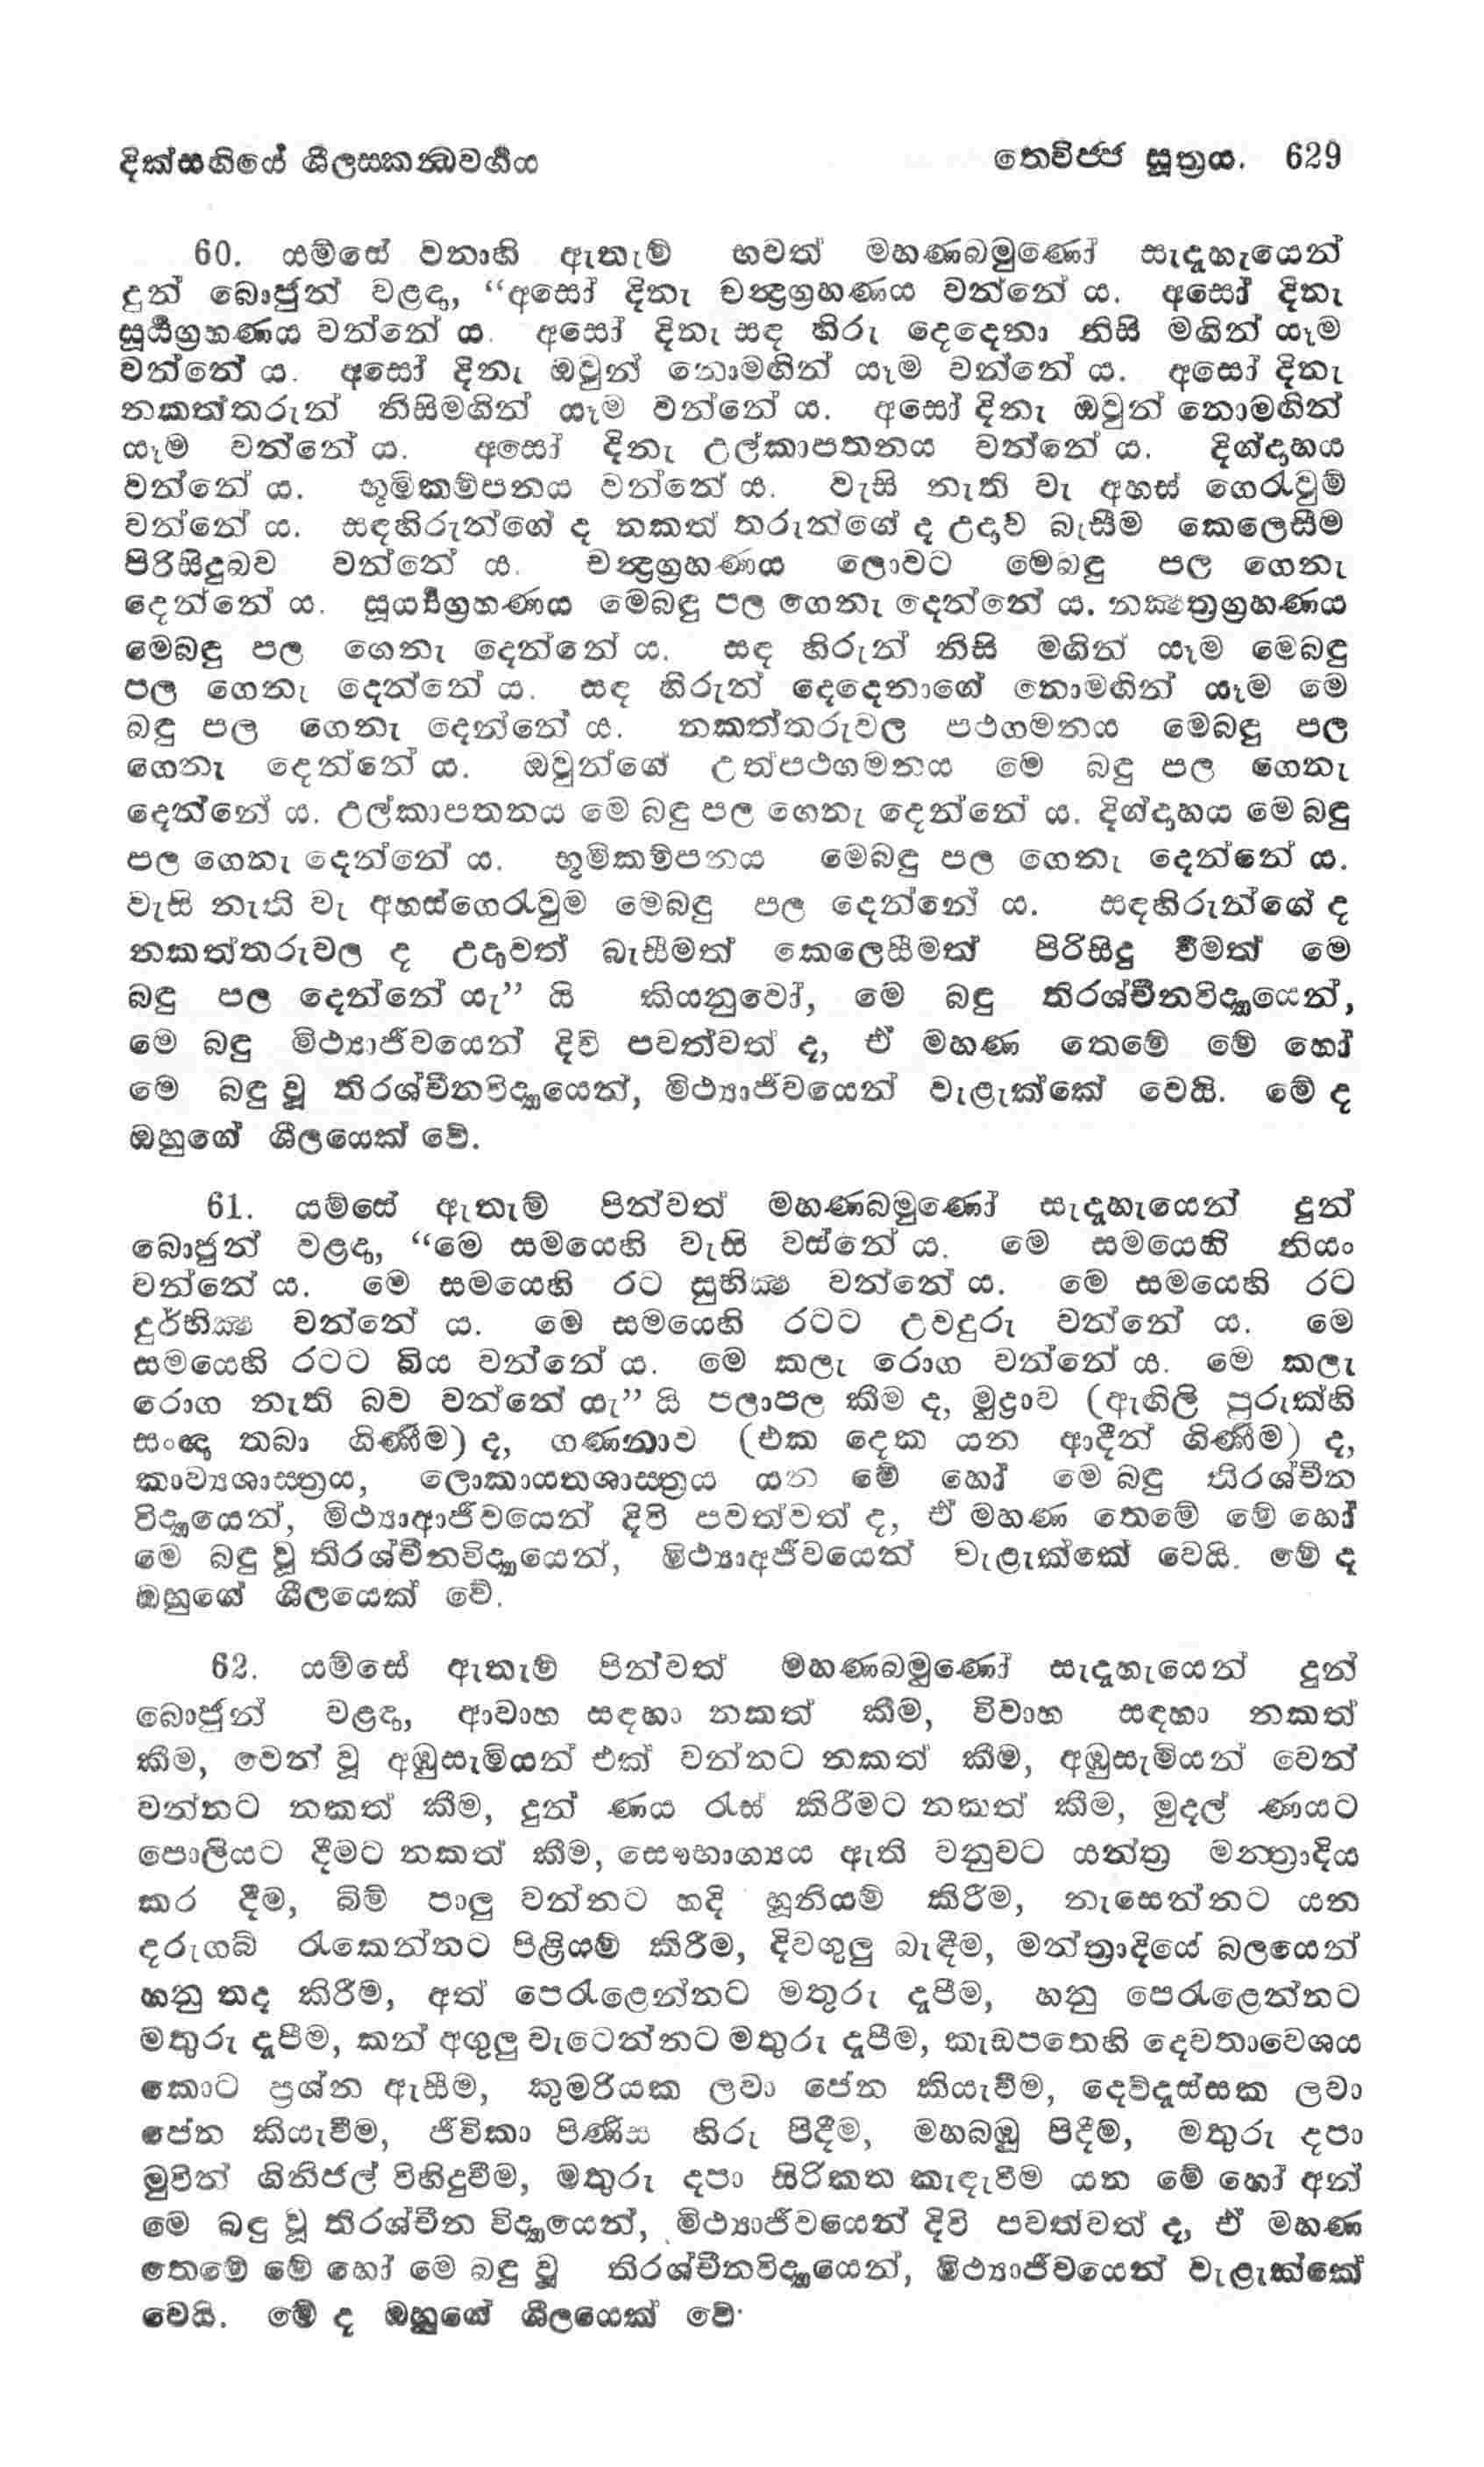 දික්සඟියේ ශීලසකන්‍ධවර්‍ගය තෙවිජ්ජ සූත්‍රය. 629
60. යම්සේ වනාහි ඇතැම් භවත් මහණබමුණෝ සැදැහැයෙන්
දුන් බොජුන් වළඳා, “අසෝ දිනැ චන්‍ද්‍රග්‍රහණය වන්නේ ය. අසෝ දිනැ
සූර්‍ය්‍යග්‍රහණය වන්නේ ය. අසෝ දිනැ සඳ හිරු දෙදෙනා නිසි මගින් යෑම
වන්නේ ය. අසෝ දිනැ ඔවුන් නොමඟින් යෑම වන්නේ ය. අසෝ දිනැ
නකත්තරුන් නිසිමගින් යෑම වන්නේ ය. අසෝ දිනැ ඔවුන් නොමඟින්
යෑම වන්නේ ය. අසෝ දිනැ උල්කාපතනය වන්නේ ය. දිග්දාහය
වන්නේ ය. භූමිකම්පනය වන්නේ ය. වැසි නැති වැ අහස් ගෙරැවුම්
වන්නේ ය. සඳහිරුන්ගේ ද නකත් තරුන්ගේ ද උදාව බැසීම කෙලෙසීම
පිරිසිදුබව වන්නේ ය. චන්‍ද්‍රග්‍රහණය ලොවට මෙබඳු පල ගෙනැ
දෙන්නේ ය. සූර්‍ය්‍යග්‍රහණය මෙබඳු පල ගෙනැ දෙන්නේ ය. නක්‍ෂත්‍රග්‍රහණය
මෙබඳු පල ගෙනැ දෙන්නේ ය. සඳ හිරුන් නිසි මගින් යෑම මෙබඳු
පල ගෙනැ දෙන්නේ ය. සඳ හිරුන් දෙදෙනාගේ නොමඟින් යෑම මෙ
බඳු පල ගෙනැ දෙන්නේ ය. නකත්තරුවල පථගමනය මෙබඳු පල
ගෙනැ දෙන්නේ ය. ඔවුන්ගේ උත්පථගමනය මෙ බඳු පල ගෙනැ
දෙන්නේ ය. උල්කාපතනය මෙ බඳු පල ගෙනැ දෙන්නේ ය. දිග්දාහය මෙ බඳු
පල ගෙනැ දෙන්නේ ය. භූමිකම්පනය මෙබඳු පල ගෙනැ දෙන්නේ ය.
වැසි නැති වැ අහස්ගෙරැවුම මෙබඳු පල දෙන්නේ ය. සඳහිරුන්ගේ ද
නකත්තරුවල ද උදාවත් බැසීමත් කෙලෙසීමත් පිරිසිදු වීමත් මෙ
බඳු පල දෙන්නේ යැ” යි කියනුවෝ, මෙ බඳු තිරශ්චීනවිද්‍යායෙන්,
මෙ බඳු මිථ්‍යාජීවයෙන් දිවි පවත්වත් ද, ඒ මහණ තෙමේ මේ හෝ
මෙ බඳු වූ තිරශ්චීනවිද්‍යායෙන්, මිථ්‍යාජීවයෙන් වැළැක්කේ වෙයි. මේ ද
ඔහුගේ ශීලයෙක් වේ.
61. යම්සේ ඇතැම් පින්වත් මහණබමුණෝ සැදැහැයෙන් දුන්
බොජුන් වළඳා, “මෙ සමයෙහි වැසි වස්නේ ය. මෙ සමයෙහි නියං
වන්නේ ය. මෙ සමයෙහි රට සුභික්‍ෂ වන්නේ ය. මෙ සමයෙහි රට
දුර්භික්‍ෂ වන්නේ ය. මෙ සමයෙහි රටට උවදුරු වන්නේ ය. මෙ
සමයෙහි රටට බිය වන්නේ ය. මෙ කලැ රොග වන්නේ ය. මෙ කලැ
රොග නැති බව වන්නේ යැ” යි පලාපල කීම ද, මුද්‍රාව (ඇඟිලි පුරුක්හි
සංඥා තබා ගිණීම) ද, ගණනාව (එක දෙක යන ආදීන් ගිණීම) ද,
කාව්‍යශාස්ත්‍රය, ලොකායතශාස්ත්‍රය යන මේ හෝ මෙ බඳු තිරශ්චීන
විද්‍යායෙන්, මිථ්‍යාආජීවයෙන් දිවි පවත්වත් ද, ඒ මහණ තෙමේ මේ හෝ
මෙ බඳු වූ තිරශ්චීනවිද්‍යායෙන්, මිථ්‍යාඅජීවයෙන් වැළැක්කේ වෙයි. මේ ද
ඔහුගේ ශීලයෙක් වේ.
62. යම්සේ ඇතැම් පින්වත් මහණබමුණෝ සැදැහැයෙන් දුන්
බොජුන් වළඳා, ආවාහ සඳහා නකත් කීම, විවාහ සඳහා නකත්
කීම, වෙන් වූ අඹුසැමියන් එක් වන්නට නකත් කීම, අඹුසැමියන් වෙන්
වන්නට නකත් කීම, දුන් ණය රැස් කිරීමට නකත් කීම, මුදල් ණයට
පොලියට දීමට නකත් කීම, සෞභාග්‍යය ඇති වනුවට යන්ත්‍ර මන්ත්‍රාදිය
කර දීම, බිම් පාලු වන්නට හදි හූනියම් කිරීම, නැසෙන්නට යන
දරුගබ් රැකෙන්නට පිළියම් කිරීම, දිවගුලු බැඳීම, මන්ත්‍රාදියේ බලයෙන්
හනු තද කිරීම, අත් පෙරැළෙන්නට මතුරු දැපීම, හනු පෙරැළෙන්නට
මතුරු දැපීම, කන් අගුලු වැටෙන්නට මතුරු දැපීම, කැඩපතෙහි දෙවතාවෙශය
කොට ප්‍රශ්න ඇසීම, කුමරියක ලවා පේන කියැවීම, දෙව්දූස්සක ලවා
පේන කියැවීම, ජීවිකා පිණිස හිරු පිදීම, මහබඹු පිදීම, මතුරු දපා
මුවින් ගිනිජල් විහිදුවීම, මතුරු දපා සිරිකත කැඳැවීම යන මේ හෝ අන්
මෙ බඳු වූ තිරශ්චීන විද්‍යායෙන්, මිථ්‍යාජීවයෙන් දිවි පවත්වත් ද, ඒ මහණ
තෙමේ මේ හෝ මෙ බඳු වූ තිරශ්චීනවිද්‍යායෙන්, මිථ්‍යාජීවයෙන් වැළැක්කේ
වෙයි. මේ ද ඔහුගේ ශීලයෙක් වේ.